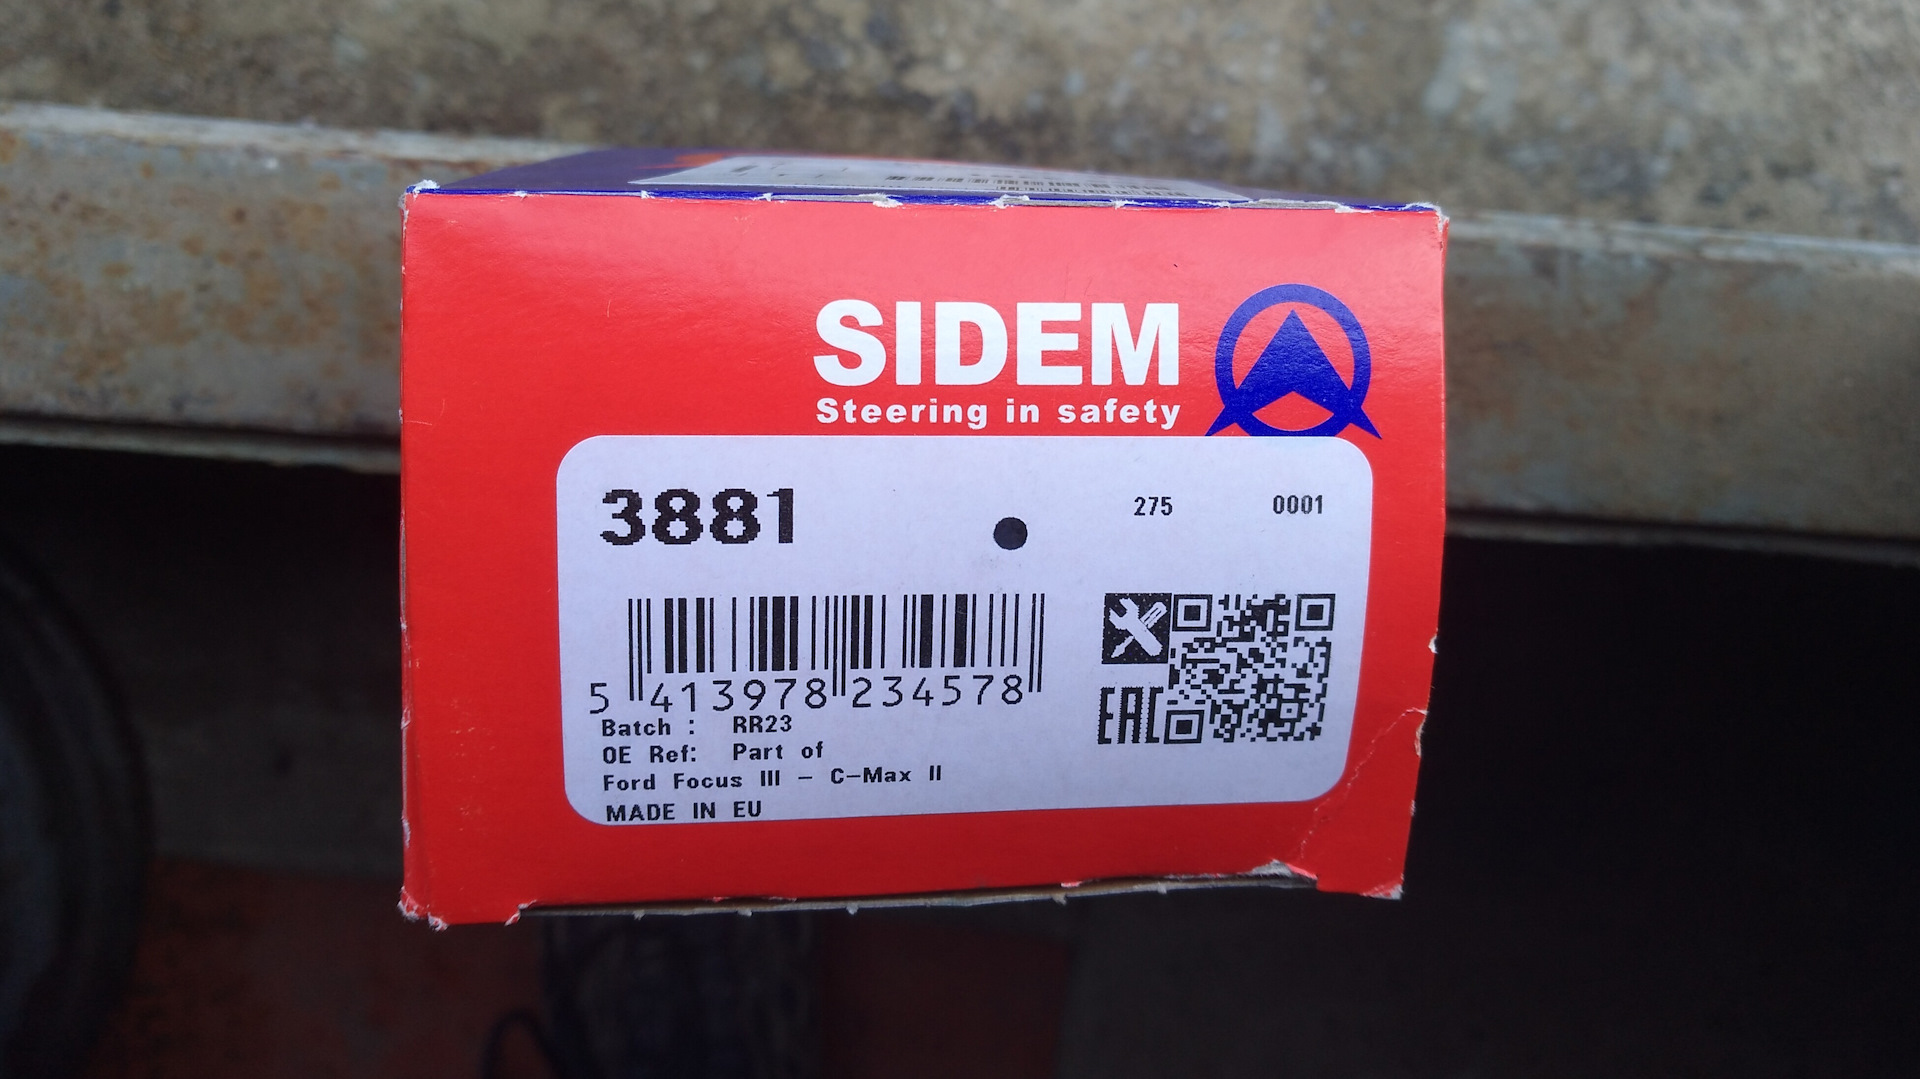 SIDEM
Steering in safety
3881 275 0001
5 413978 234578
EAC
Batch : RR23
OE Ref: Part of
Ford Focus III - C-Max II
MADE IN EU